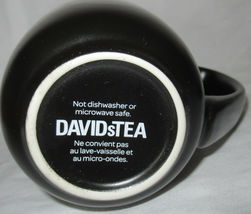 Not dishwasher or
microwave safe.
DAVIDsTEA
Ne convient pas
au lave-vaisselle et
au micro-ondes.